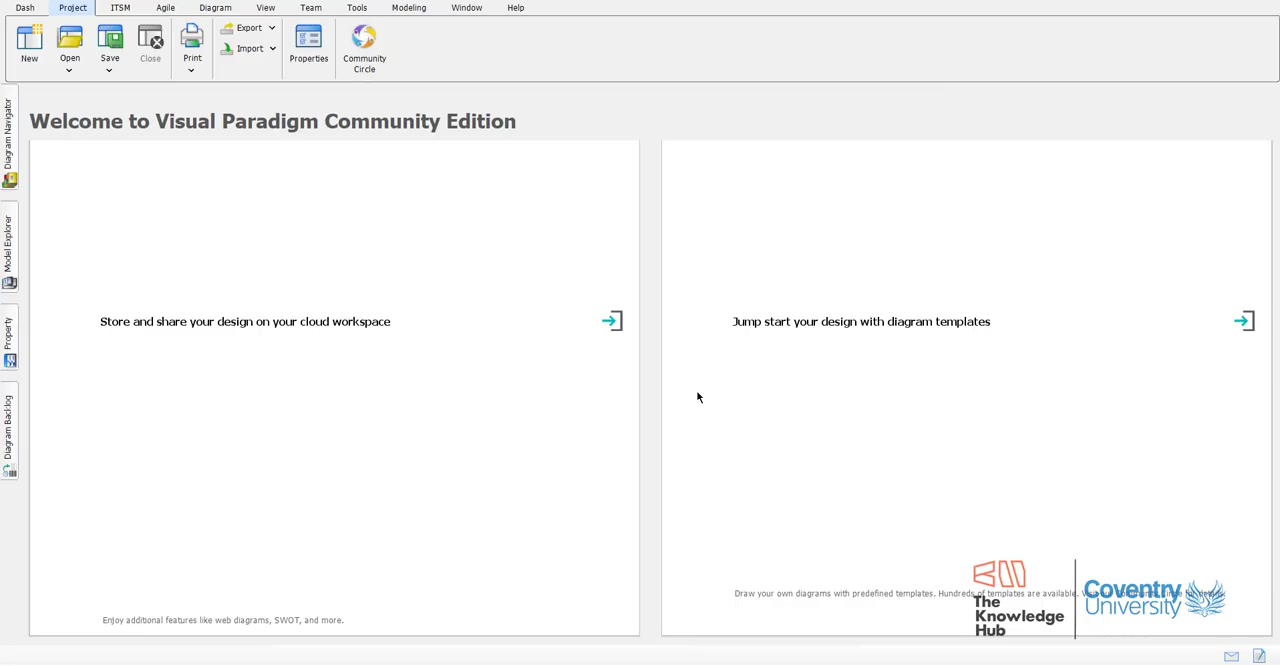 Dash Project ITSM Agile Diagram View Team Tools Modeling Window Help
New Open Save Close Print Export Import Properties Community Circle
Diagram Navigator
Model Explorer
Property
Diagram Backlog
Welcome to Visual Paradigm Community Edition
Store and share your design on your cloud workspace
Enjoy additional features like web diagrams, SWOT, and more.
Jump start your design with diagram templates
Draw your own diagrams with predefined templates. Hundreds of templates are available.
The
Knowledge
Hub
Coventry
University